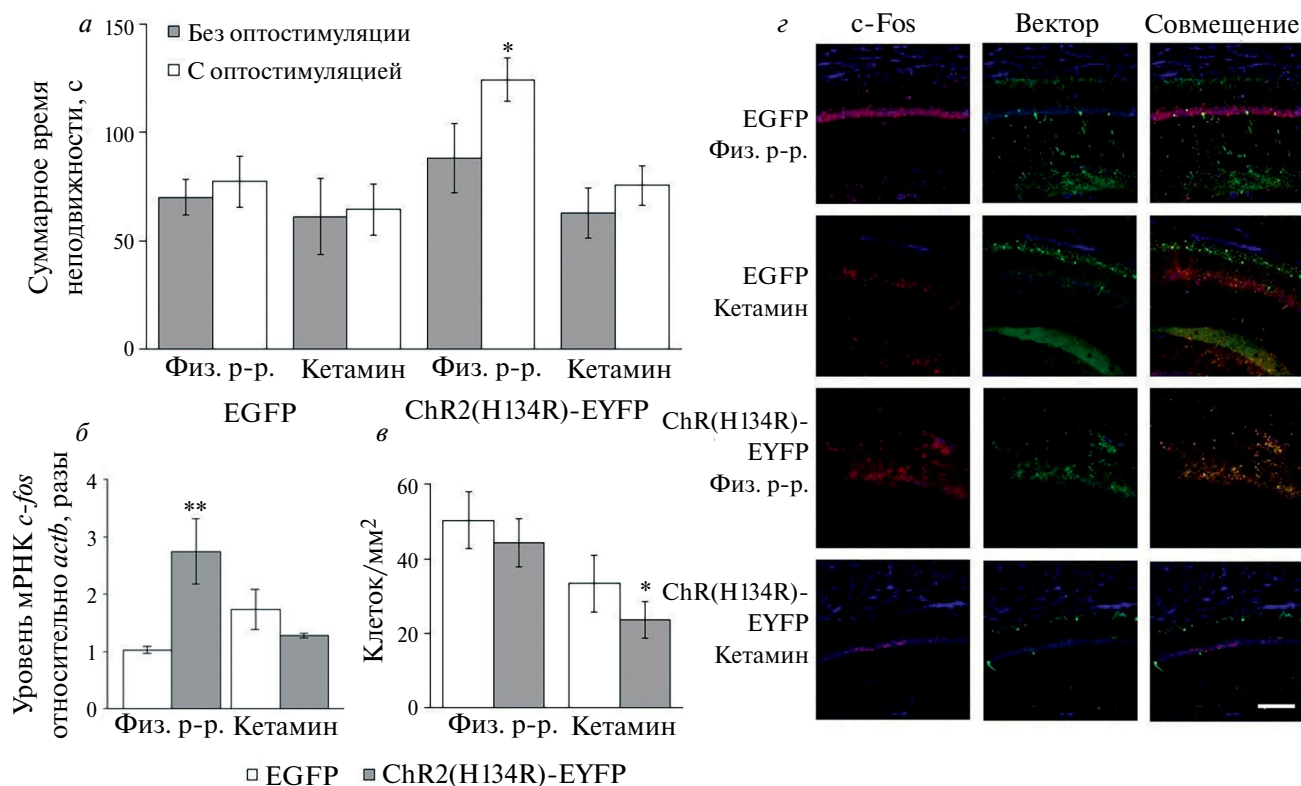 а
150
100
50
0
Суммарное время
неподвижности, с
Без оптостимуляции
С оптостимуляцией
*
Физ. р-р.
Кетамин
Физ. р-р.
Кетамин
EGFP
ChR2(H134R)-EYFP
б
Уровень мРНК c-fos
относительно actb, разы
4
3
2
1
0
**
Физ. р-р.
Кетамин
в
Клеток/мм²
60
40
20
0
*
Физ. р-р.
Кетамин
EGFP
ChR2(H134R)-EYFP
г
c-Fos
Вектор
Совмещение
EGFP
Физ. р-р.
EGFP
Кетамин
ChR(H134R)-
EYFP
Физ. р-р.
ChR(H134R)-
EYFP
Кетамин